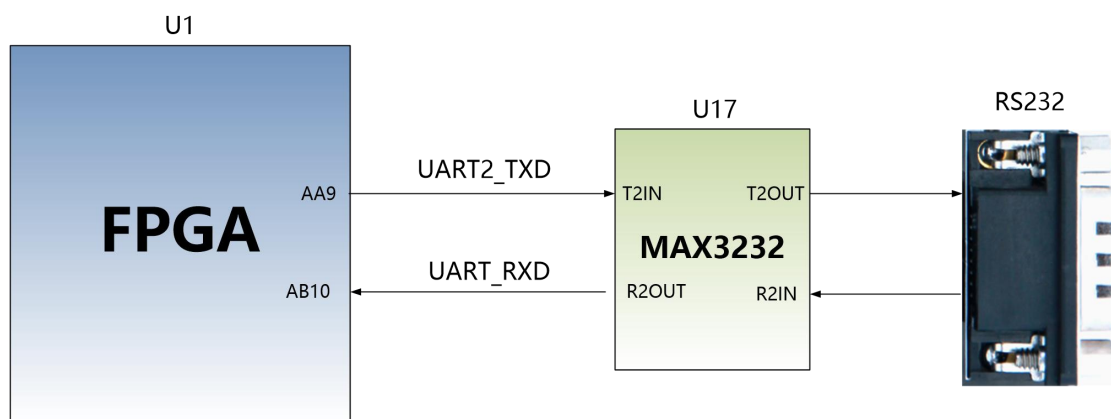 U1
U17
RS232
UART2_TXD
AA9
T2IN
T2OUT
FPGA
MAX3232
UART_RXD
AB10
R2OUT
R2IN